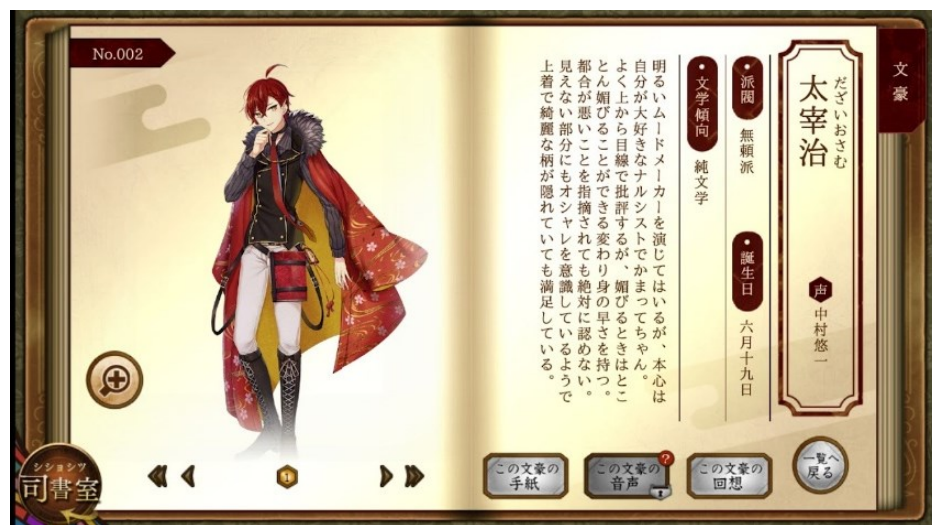 No.002
文豪
だざいおさむ
太宰治
声 中村悠一
・派閥 無頼派
・誕生日 六月十九日
・文学傾向 純文学
明るいムードメーカーを演じてはいるが、本心は
自分が大好きなナルシストでかまってちゃん。
よく上から目線で批評するが、媚びるときはとこ
とん媚びることができる変わり身の早さを持つ。
都合が悪いことを指摘されても絶対に認めない。
見えない部分にもオシャレを意識しているようで
上着で綺麗な柄が隠れていても満足している。
シショシツ
司書室
1
この文豪の
手紙
この文豪の
音声
?
この文豪の
回想
一覧へ
戻る